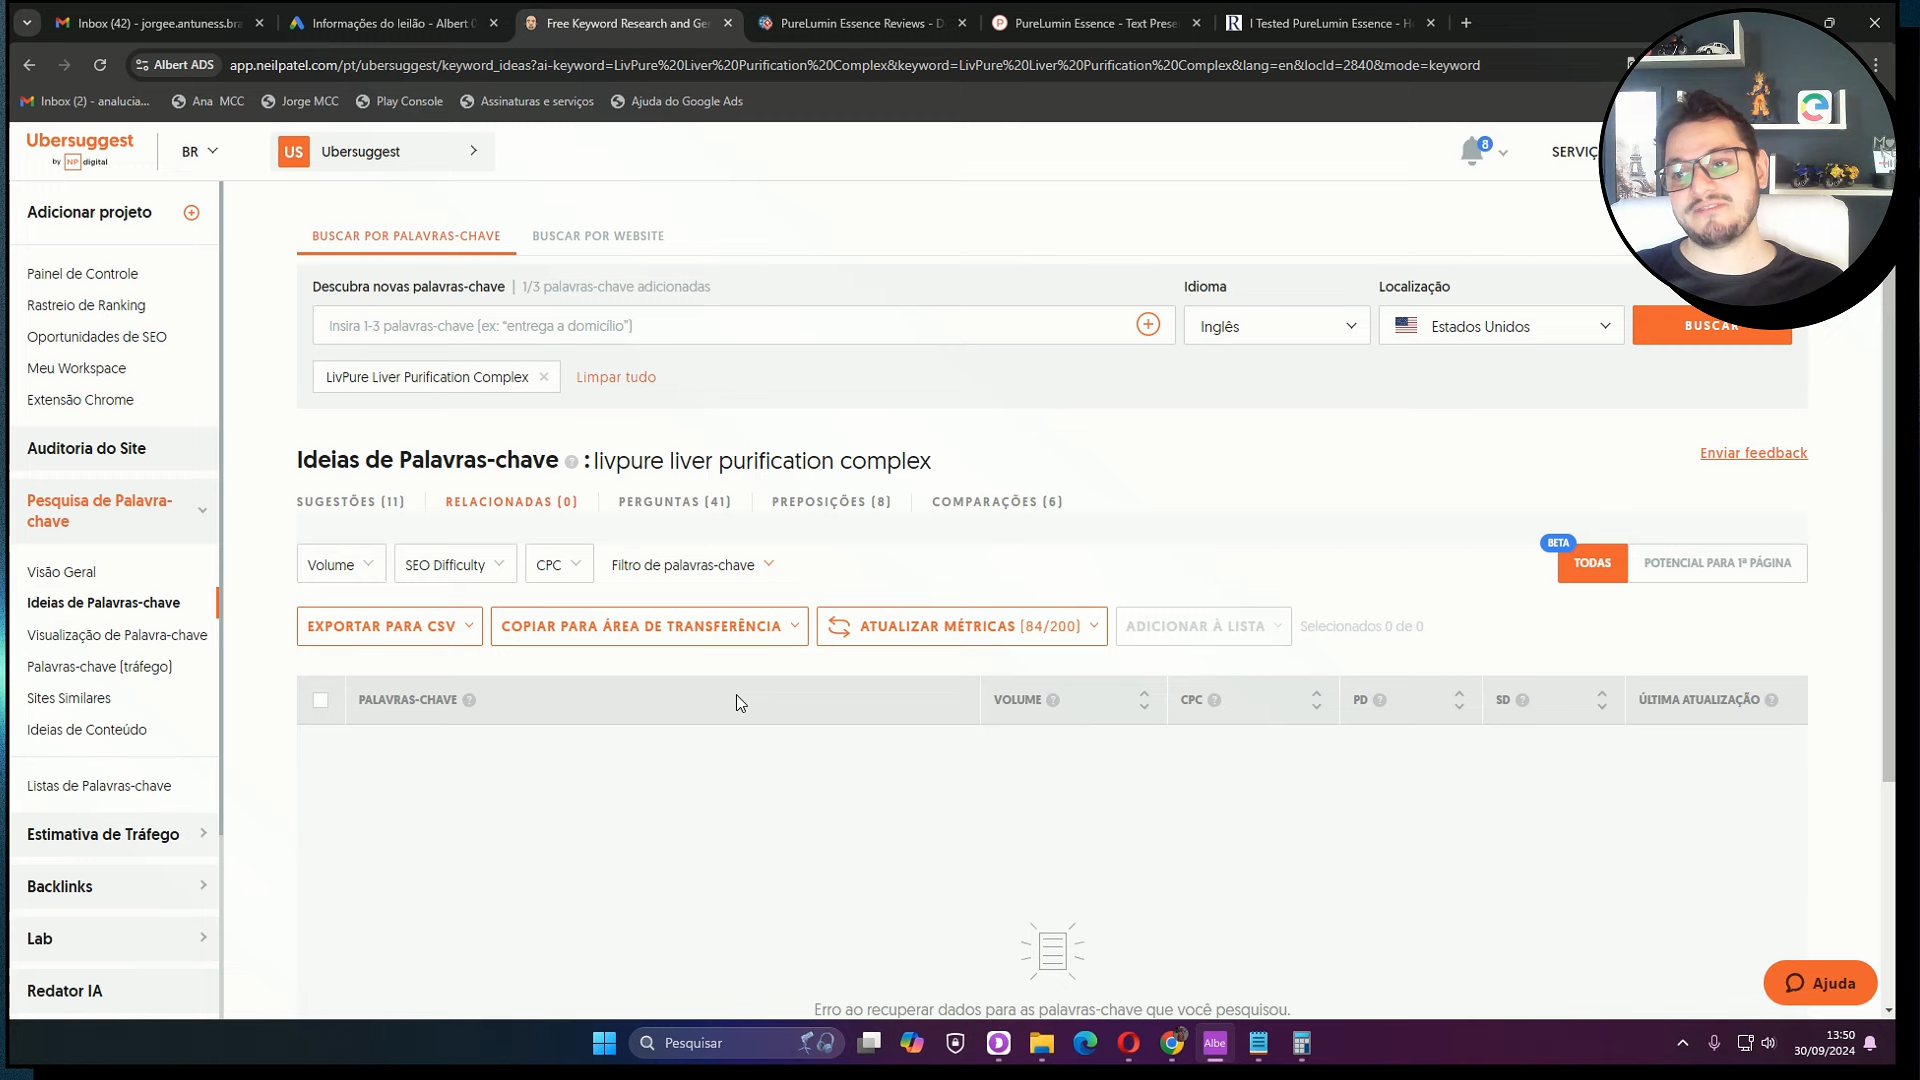 Inbox (42) - jorgee.antuness.bra
Informações do leilão - Albert
Free Keyword Research and Ge
PureLumin Essence Reviews - D
PureLumin Essence - Text Prese
I Tested PureLumin Essence - H
Albert ADS
app.neilpatel.com/pt/ubersuggest/keyword_ideas?ai-keyword=LivPure%20Liver%20Purification%20Complex&keyword=LivPure%20Liver%20Purification%20Complex&lang=en&locId=2840&mode=keyword
Inbox (2) - analucia...
Ana MCC
Jorge MCC
Play Console
Assinaturas e serviços
Ajuda do Google Ads
Ubersuggest
by NP digital
BR
US
Ubersuggest
8
SERVIÇ
Adicionar projeto
Painel de Controle
Rastreio de Ranking
Oportunidades de SEO
Meu Workspace
Extensão Chrome
Auditoria do Site
Pesquisa de Palavra-
chave
Visão Geral
Ideias de Palavras-chave
Visualização de Palavra-chave
Palavras-chave (tráfego)
Sites Similares
Ideias de Conteúdo
Listas de Palavras-chave
Estimativa de Tráfego
Backlinks
Lab
Redator IA
BUSCAR POR PALAVRAS-CHAVE
BUSCAR POR WEBSITE
Descubra novas palavras-chave | 1/3 palavras-chave adicionadas
Idioma
Localização
Insira 1-3 palavras-chave (ex: “entrega a domicílio”)
Inglês
Estados Unidos
BUSCAR
LivPure Liver Purification Complex
Limpar tudo
Ideias de Palavras-chave ? : livpure liver purification complex
Enviar feedback
SUGESTÕES (11)
RELACIONADAS (0)
PERGUNTAS (41)
PREPOSIÇÕES (8)
COMPARAÇÕES (6)
Volume
SEO Difficulty
CPC
Filtro de palavras-chave
BETA
TODAS
POTENCIAL PARA 1ª PÁGINA
EXPORTAR PARA CSV
COPIAR PARA ÁREA DE TRANSFERÊNCIA
ATUALIZAR MÉTRICAS (84/200)
ADICIONAR À LISTA
Selecionados 0 de 0
PALAVRAS-CHAVE ?
VOLUME ?
CPC ?
PD ?
SD ?
ÚLTIMA ATUALIZAÇÃO ?
Erro ao recuperar dados para as palavras-chave que você pesquisou.
Ajuda
Pesquisar
Albe
13:50
30/09/2024